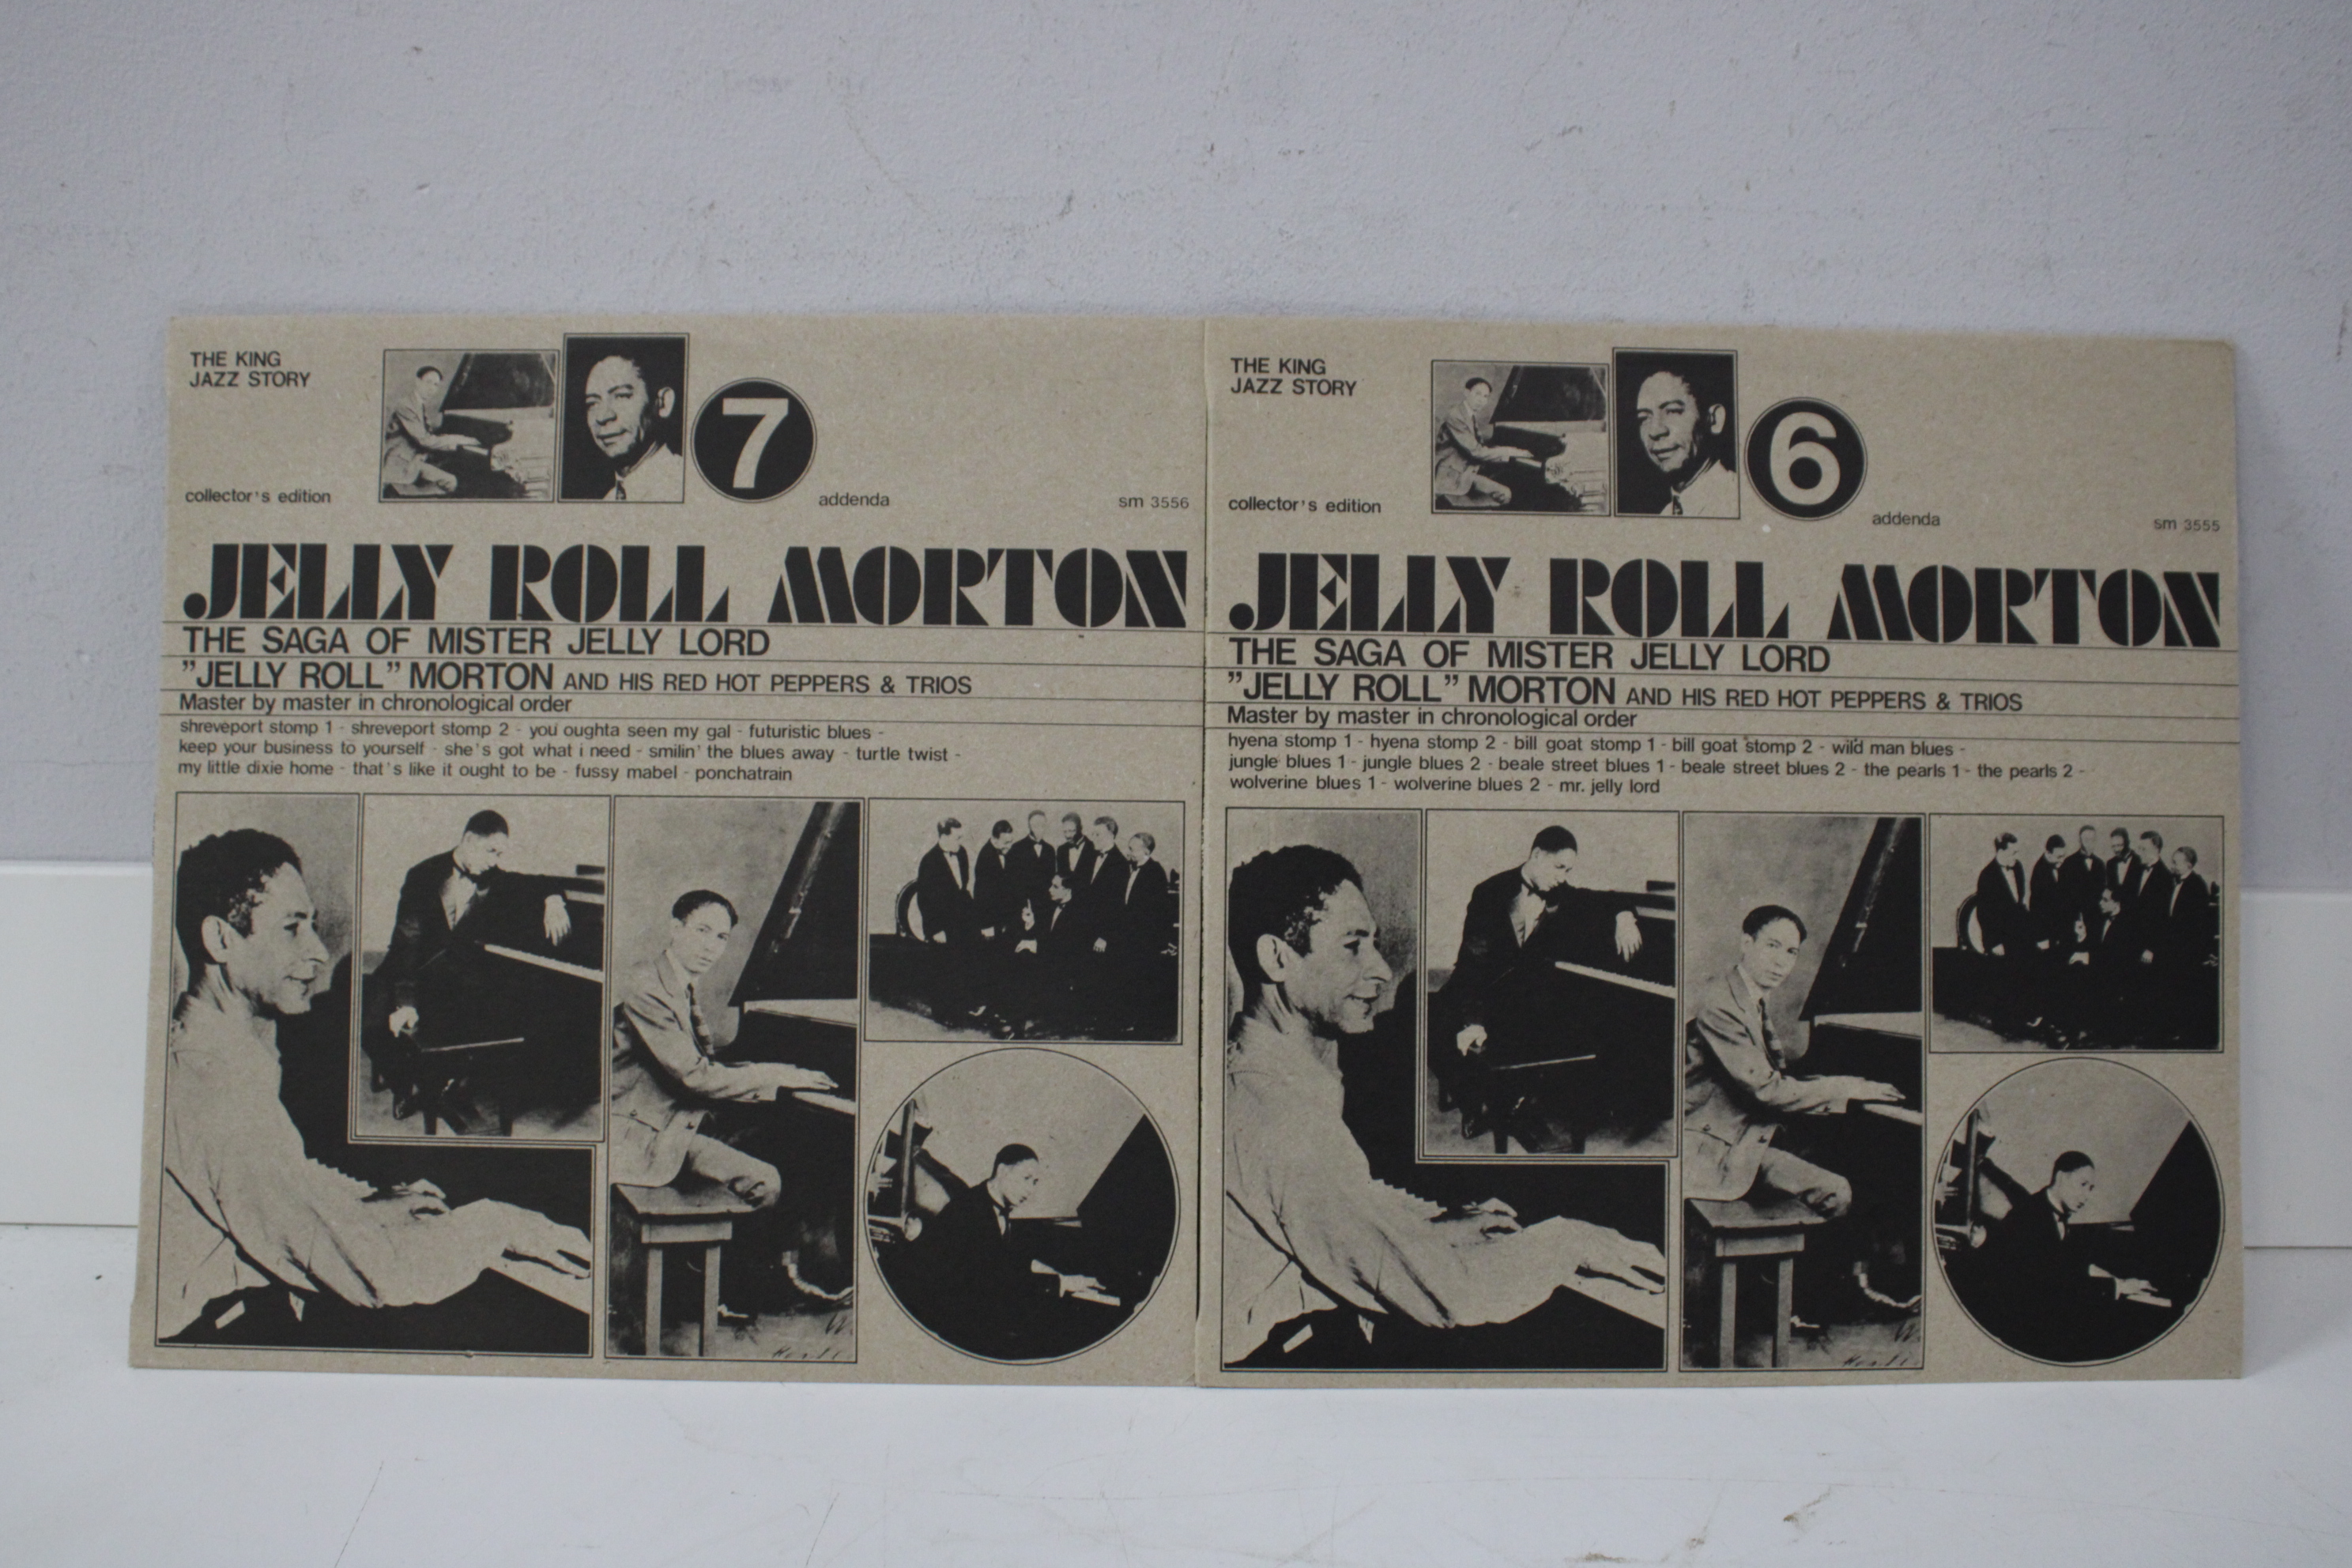 THE KING
JAZZ STORY
7
collector's edition
addenda
sm 3556
JELLY ROLL MORTON
THE SAGA OF MISTER JELLY LORD
"JELLY ROLL" MORTON AND HIS RED HOT PEPPERS & TRIOS
Master by master in chronological order
shreveport stomp 1 - shreveport stomp 2 - you oughta seen my gal - futuristic blues -
keep your business to yourself - she's got what i need - smilin' the blues away - turtle twist -
my little dixie home - that's like it ought to be - fussy mabel - ponchatrain
THE KING
JAZZ STORY
6
collector's edition
addenda
sm 3555
JELLY ROLL MORTON
THE SAGA OF MISTER JELLY LORD
"JELLY ROLL" MORTON AND HIS RED HOT PEPPERS & TRIOS
Master by master in chronological order
hyena stomp 1 - hyena stomp 2 - bill goat stomp 1 - bill goat stomp 2 - wild man blues -
jungle blues 1 - jungle blues 2 - beale street blues 1 - beale street blues 2 - the pearls 1 - the pearls 2 -
wolverine blues 1 - wolverine blues 2 - mr. jelly lord